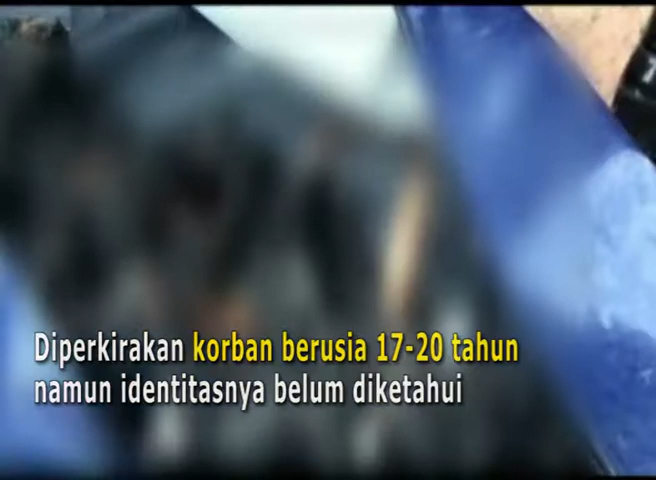 Diperkirakan korban berusia 17-20 tahun
namun identitasnya belum diketahui